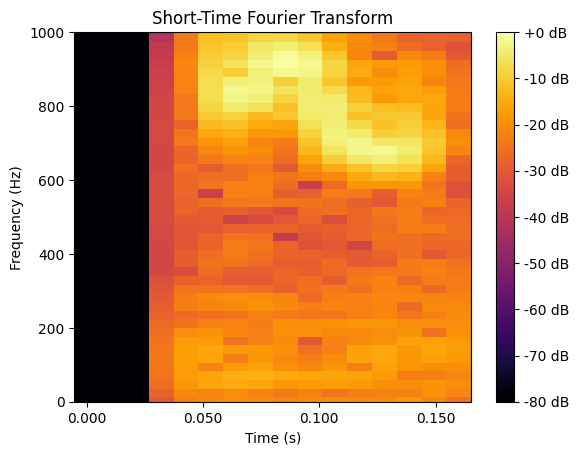 Short-Time Fourier Transform
1000
800
600
400
200
0
Frequency (Hz)
0.000
0.050
0.100
0.150
Time (s)
+0 dB
-10 dB
-20 dB
-30 dB
-40 dB
-50 dB
-60 dB
-70 dB
-80 dB